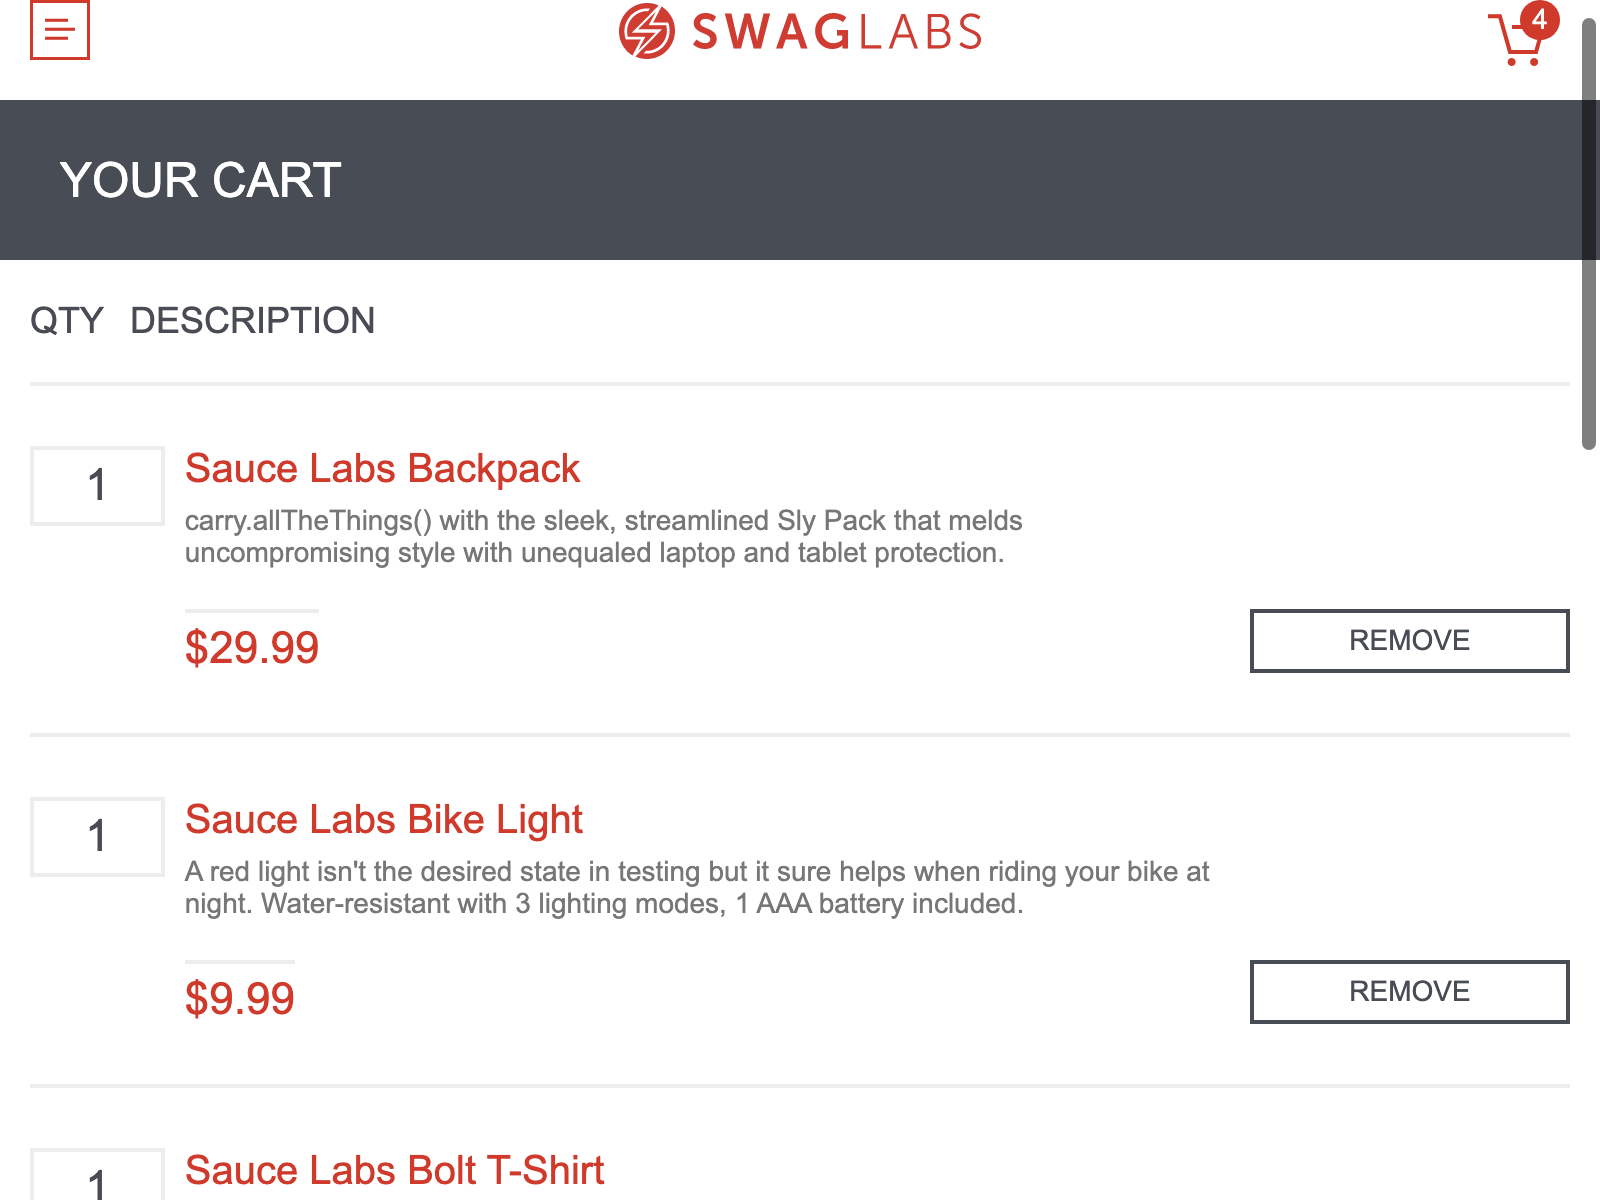 SWAGLABS
4
YOUR CART
QTY DESCRIPTION
1
Sauce Labs Backpack
carry.allTheThings() with the sleek, streamlined Sly Pack that melds
uncompromising style with unequaled laptop and tablet protection.
$29.99
REMOVE
1
Sauce Labs Bike Light
A red light isn't the desired state in testing but it sure helps when riding your bike at
night. Water-resistant with 3 lighting modes, 1 AAA battery included.
$9.99
REMOVE
1
Sauce Labs Bolt T-Shirt